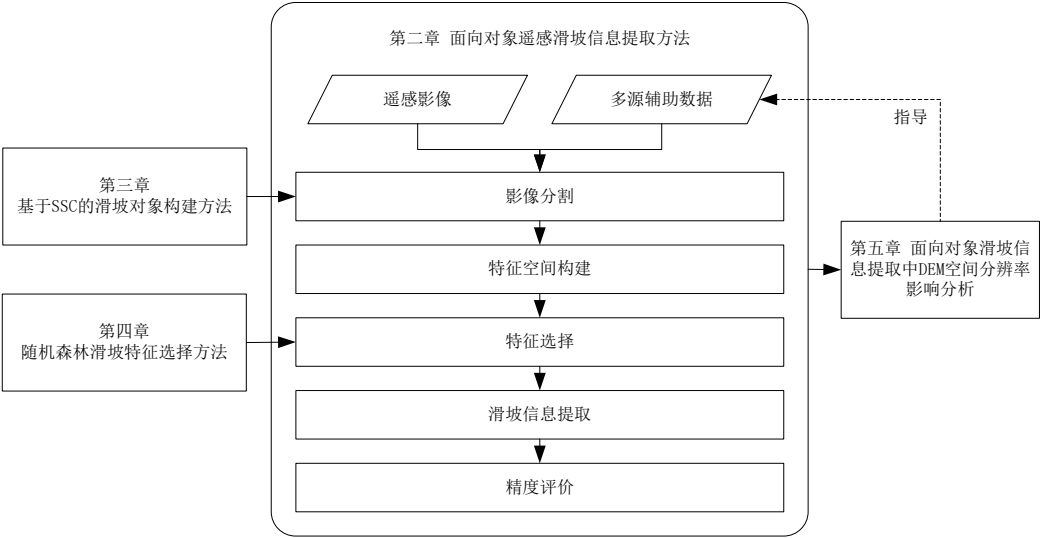 第二章 面向对象遥感滑坡信息提取方法
遥感影像
多源辅助数据
指导
第三章
基于SSC的滑坡对象构建方法
影像分割
第五章 面向对象滑坡信
息提取中DEM空间分辨率
影响分析
特征空间构建
第四章
随机森林滑坡特征选择方法
特征选择
滑坡信息提取
精度评价